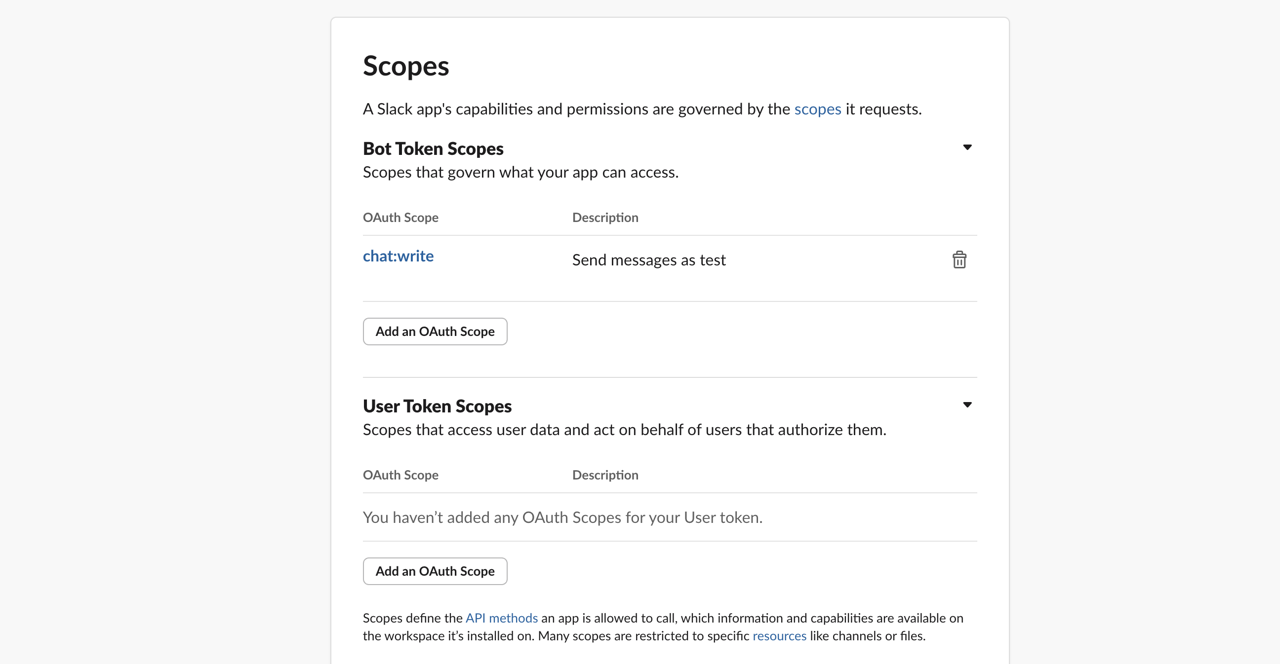 Scopes
A Slack app's capabilities and permissions are governed by the scopes it requests.
Bot Token Scopes
Scopes that govern what your app can access.
OAuth Scope Description
chat:write Send messages as test
Add an OAuth Scope
User Token Scopes
Scopes that access user data and act on behalf of users that authorize them.
OAuth Scope Description
You haven’t added any OAuth Scopes for your User token.
Add an OAuth Scope
Scopes define the API methods an app is allowed to call, which information and capabilities are available on
the workspace it’s installed on. Many scopes are restricted to specific resources like channels or files.